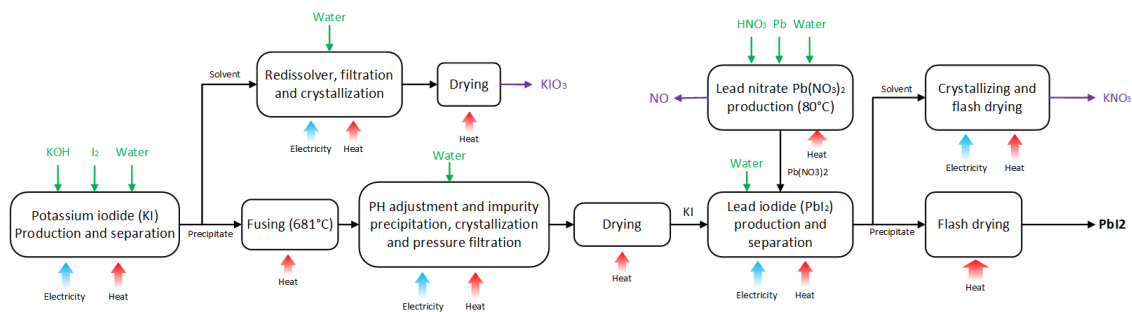 Water
Solvent
Redissolver, filtration
and crystallization
Drying
KIO₃
Electricity
Heat
Heat
KOH
I₂
Water
Potassium iodide (KI)
Production and separation
Precipitate
Electricity
Heat
Fusing (681°C)
Heat
Water
PH adjustment and impurity
precipitation, crystallization
and pressure filtration
Electricity
Heat
Drying
Heat
KI
HNO₃ Pb Water
Lead nitrate Pb(NO₃)₂
production (80°C)
NO
Heat
Pb(NO3)2
Water
Lead iodide (PbI₂)
production and
separation
Electricity
Heat
Solvent
Crystallizing and
flash drying
KNO₃
Electricity
Heat
Precipitate
Flash drying
PbI2
Heat